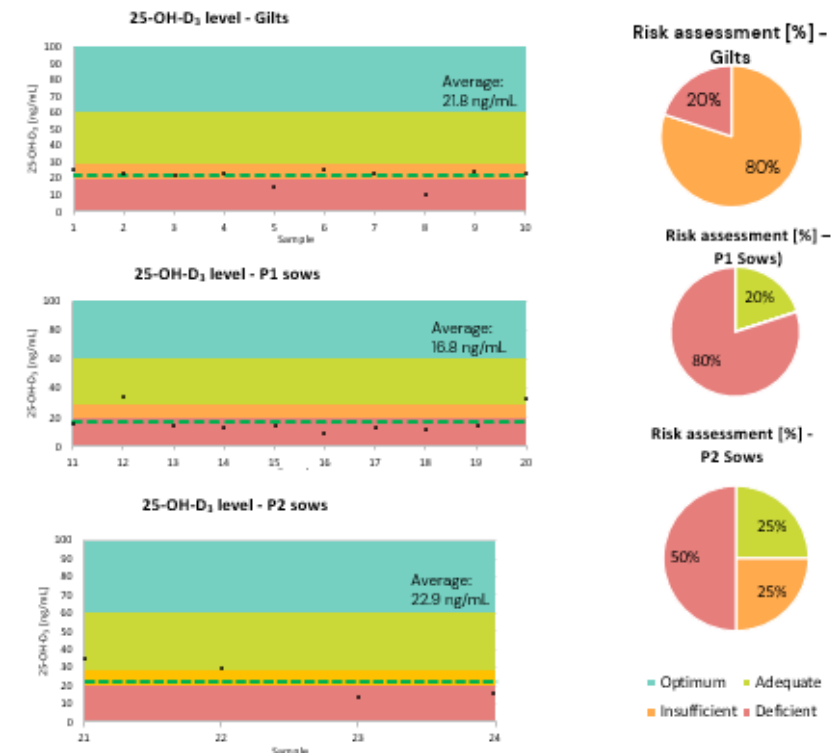 25-OH-D₃ level - Gilts
100
90
80
70
60
50
40
30
20
10
0
25-OH-D₃ [ng/mL]
Average:
21.8 ng/mL
1 2 3 4 5 6 7 8 9 10
Sample
Risk assessment [%] –
Gilts
20%
80%
25-OH-D₃ level - P1 sows
100
80
60
40
20
0
25-OH-D₃ [ng/mL]
Average:
16.8 ng/mL
11 12 13 14 15 16 17 18 19 20
Risk assessment [%] –
P1 Sows)
20%
80%
25-OH-D₃ level - P2 sows
100
90
80
70
60
50
40
30
20
10
0
25-OH-D₃ [ng/mL]
Average:
22.9 ng/mL
21 22 23 24
Sample
Risk assessment [%] -
P2 Sows
50%
25%
25%
Optimum Adequate
Insufficient Deficient